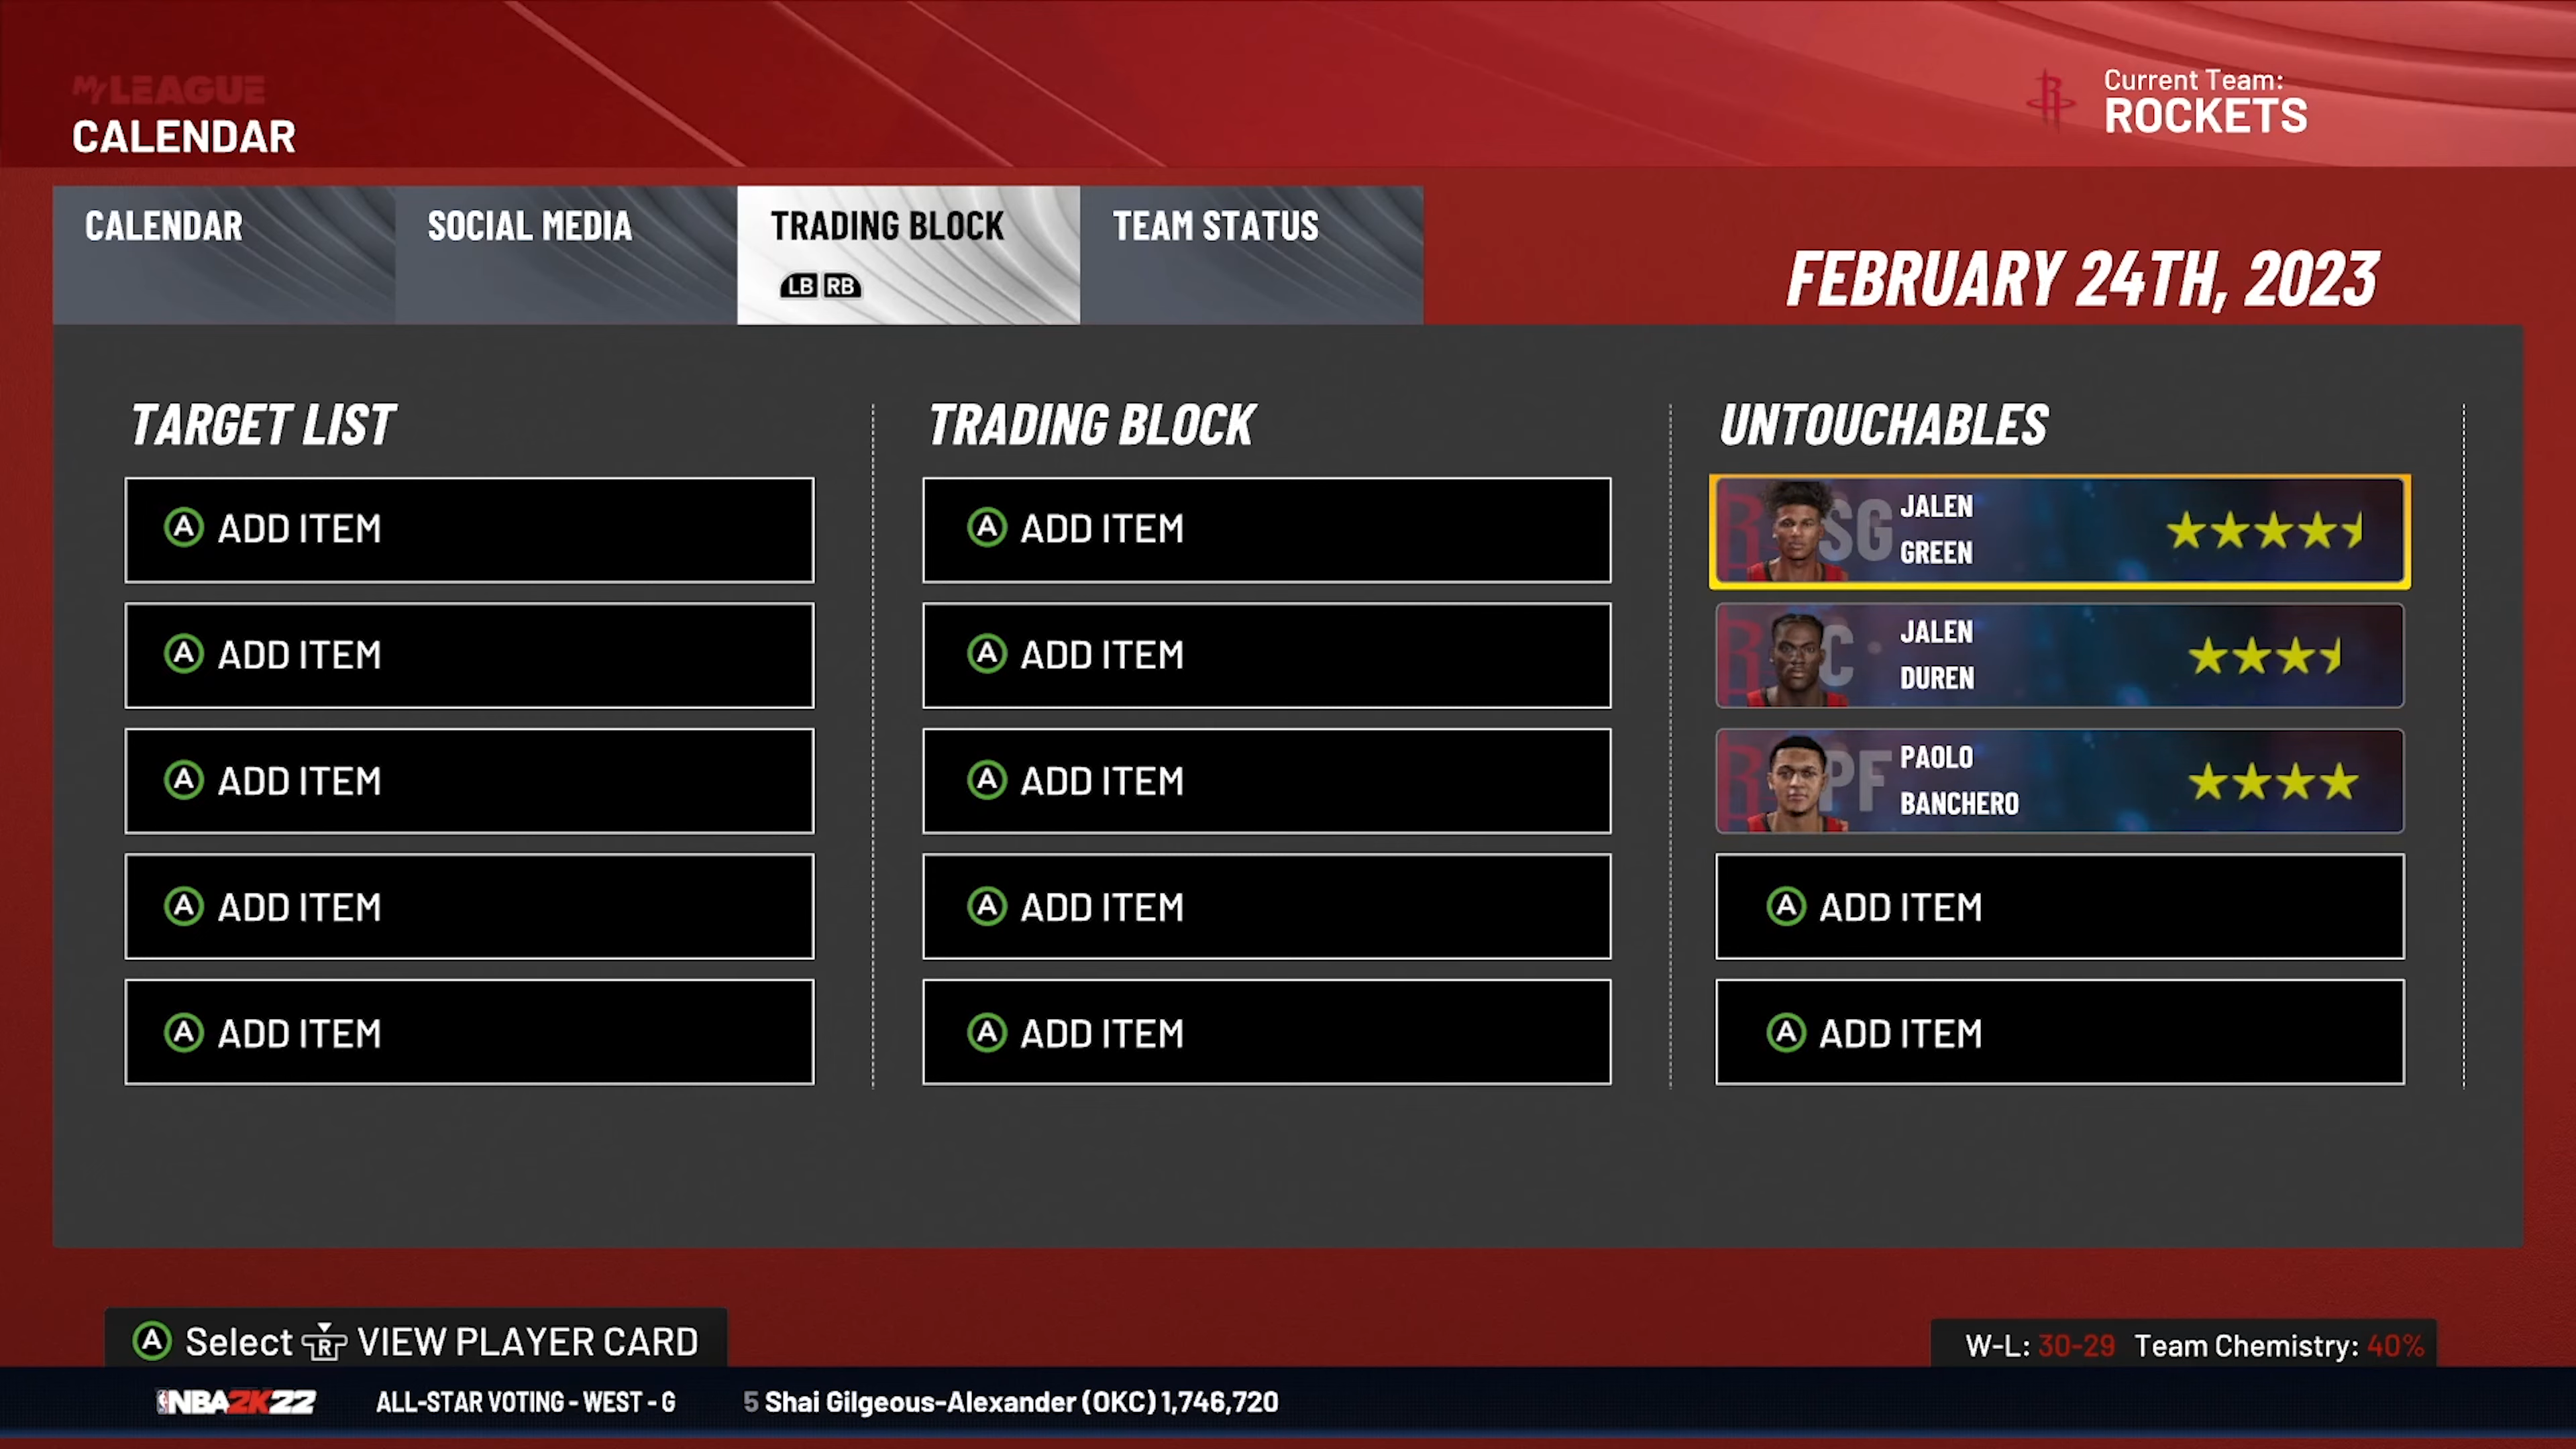 MyLEAGUE
CALENDAR
Current Team:
ROCKETS
CALENDAR
SOCIAL MEDIA
TRADING BLOCK
LB RB
TEAM STATUS
FEBRUARY 24TH, 2023
TARGET LIST
A ADD ITEM
A ADD ITEM
A ADD ITEM
A ADD ITEM
A ADD ITEM
TRADING BLOCK
A ADD ITEM
A ADD ITEM
A ADD ITEM
A ADD ITEM
A ADD ITEM
UNTOUCHABLES
SG JALEN
GREEN
C JALEN
DUREN
PF PAOLO
BANCHERO
A ADD ITEM
A ADD ITEM
A Select R VIEW PLAYER CARD
W-L: 30-29 Team Chemistry: 40%
NBA2K22 ALL-STAR VOTING - WEST - G 5 Shai Gilgeous-Alexander (OKC) 1,746,720